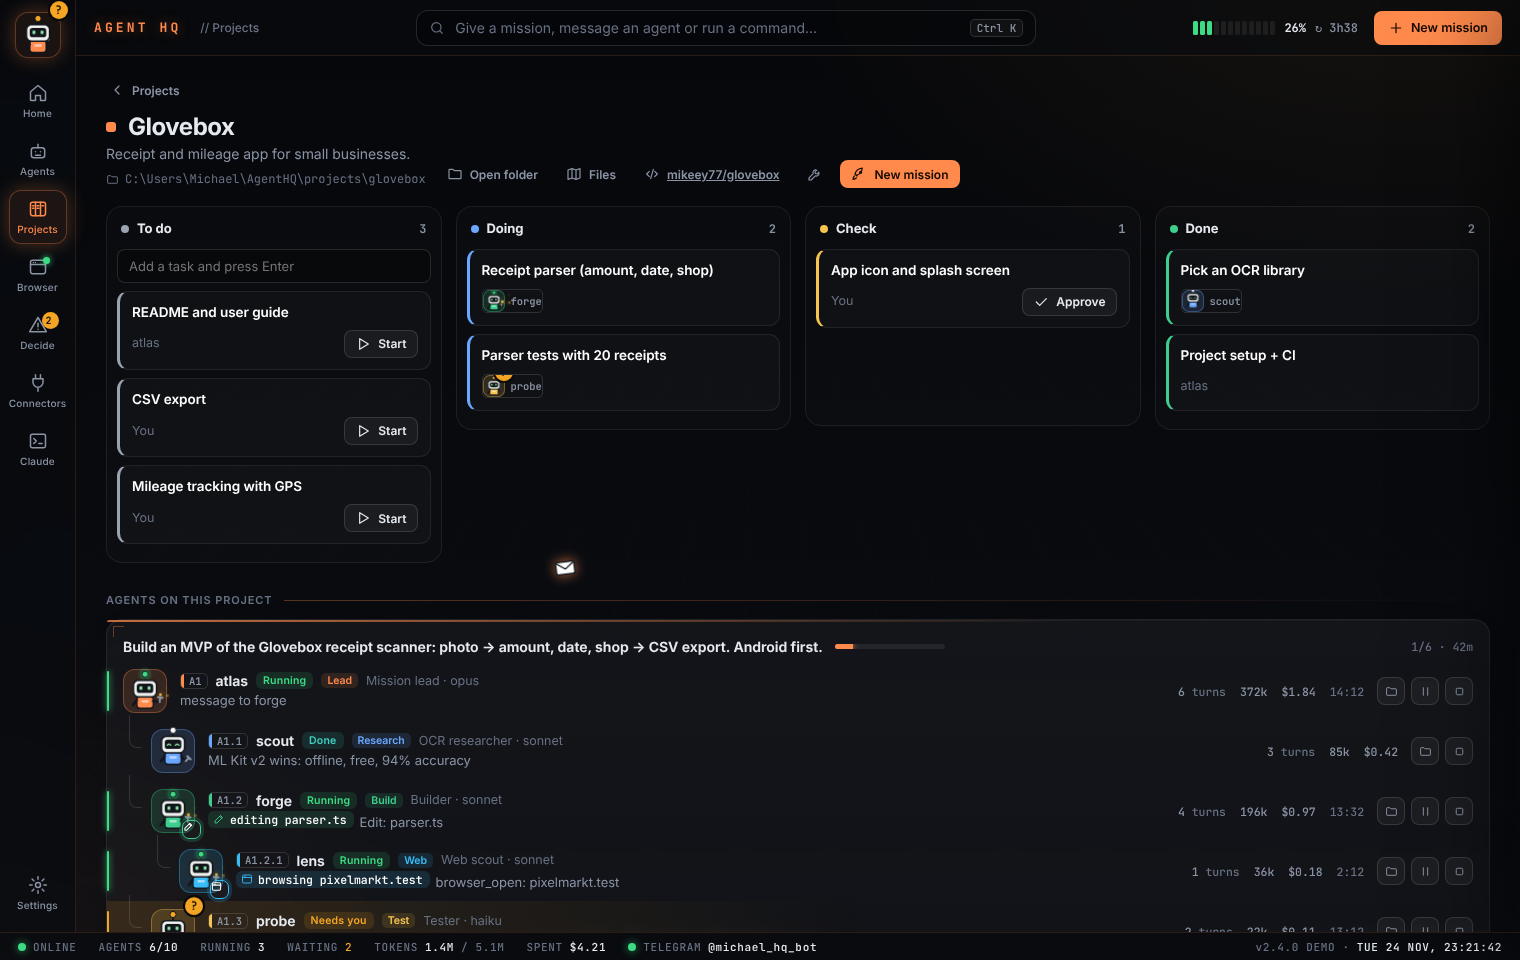 ?
AGENT HQ
// Projects
Give a mission, message an agent or run a command...
Ctrl K
26% ↻ 3h38
+ New mission
Home
Agents
Projects
Browser
2
Decide
Connectors
Claude
Settings
Projects
Glovebox
Receipt and mileage app for small businesses.
C:\Users\Michael\AgentHQ\projects\glovebox
Open folder
Files
mikeey77/glovebox
New mission
To do 3
Add a task and press Enter
README and user guide
atlas
Start
CSV export
You
Start
Mileage tracking with GPS
You
Start
Doing 2
Receipt parser (amount, date, shop)
forge
Parser tests with 20 receipts
probe
Check 1
App icon and splash screen
You
Approve
Done 2
Pick an OCR library
scout
Project setup + CI
atlas
AGENTS ON THIS PROJECT
Build an MVP of the Glovebox receipt scanner: photo → amount, date, shop → CSV export. Android first.
1/6 · 42m
A1 atlas Running Lead Mission lead · opus
message to forge
6 turns 372k $1.84 14:12
A1.1 scout Done Research OCR researcher · sonnet
ML Kit v2 wins: offline, free, 94% accuracy
3 turns 85k $0.42
A1.2 forge Running Build Builder · sonnet
editing parser.ts Edit: parser.ts
4 turns 196k $0.97 13:32
A1.2.1 lens Running Web Web scout · sonnet
browsing pixelmarkt.test browser_open: pixelmarkt.test
1 turns 36k $0.18 2:12
?
A1.3 probe Needs you Test Tester · haiku
2 turns 22k $0.11 13:12
ONLINE AGENTS 6/10 RUNNING 3 WAITING 2 TOKENS 1.4M / 5.1M SPENT $4.21 TELEGRAM @michael_hq_bot
v2.4.0 DEMO · TUE 24 NOV, 23:21:42